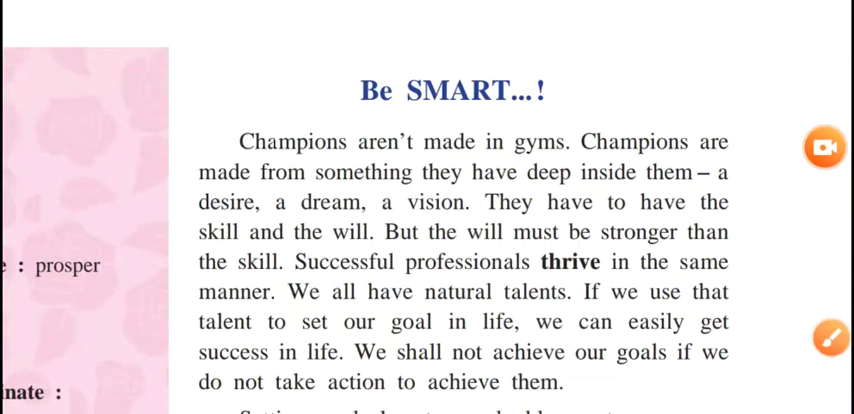 Be SMART...!
Champions aren't made in gyms. Champions are
made from something they have deep inside them – a
desire, a dream, a vision. They have to have the
skill and the will. But the will must be stronger than
the skill. Successful professionals thrive in the same
: prosper
manner. We all have natural talents. If we use that
talent to set our goal in life, we can easily get
success in life. We shall not achieve our goals if we
do not take action to achieve them.
inate :